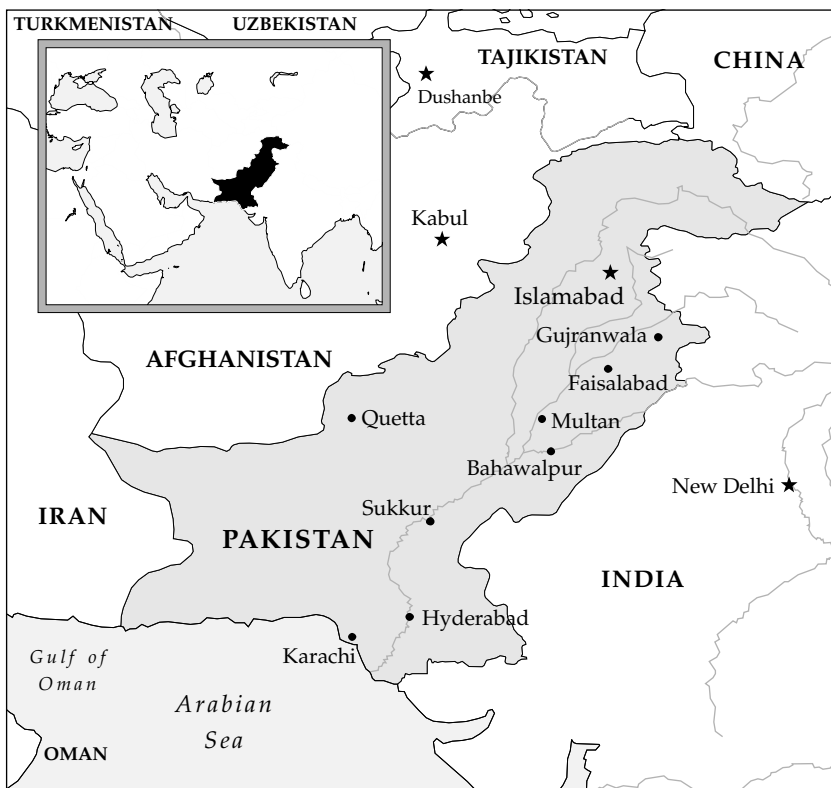 TURKMENISTAN
UZBEKISTAN
TAJIKISTAN
CHINA
Dushanbe
Kabul
Islamabad
Gujranwala
AFGHANISTAN
Faisalabad
Quetta
Multan
Bahawalpur
New Delhi
Sukkur
IRAN
PAKISTAN
INDIA
Hyderabad
Karachi
Gulf of
Oman
Arabian
Sea
OMAN